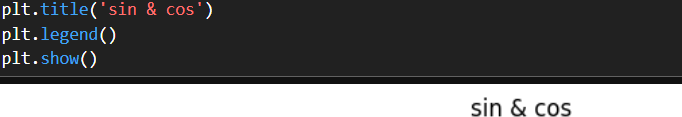 plt.title('sin & cos')
plt.legend()
plt.show()
sin & cos